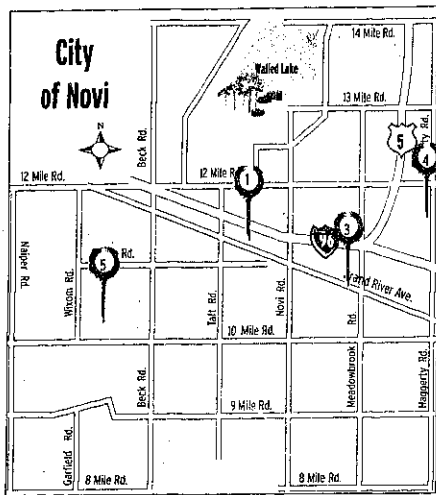 City
of Novi
14 Mile Rd.
Walled Lake
13 Mile Rd.
N
Beck Rd.
5
Rd.
4
12 Mile Rd.
12 Mile
1
3
Napier Rd.
Wixom Rd.
5
Rd.
Grand River Ave.
Taft Rd.
Novi Rd.
10 Mile Rd.
Meadowbrook Rd.
Haggerty Rd.
Beck Rd.
9 Mile Rd.
Garfield Rd.
8 Mile Rd.
8 Mile Rd.